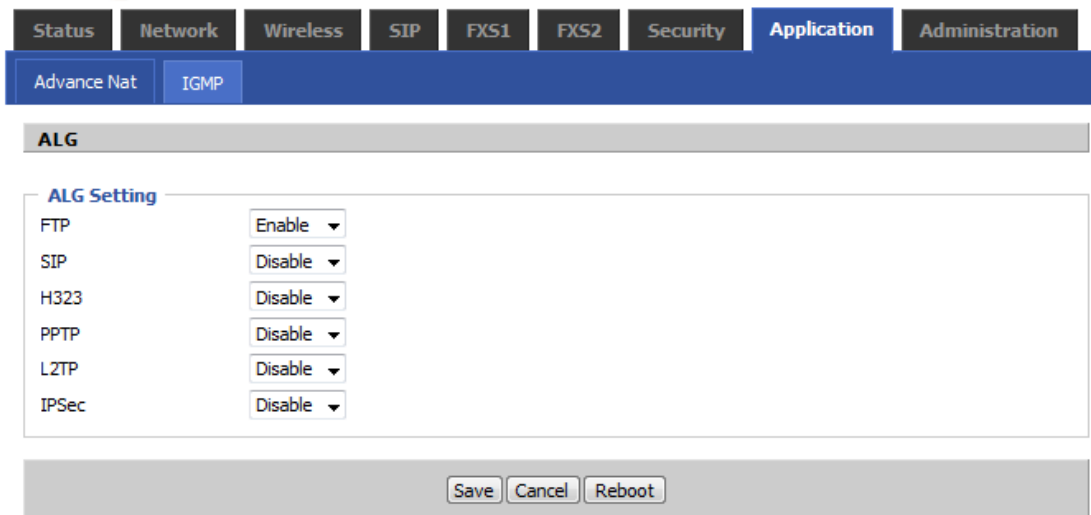 Status Network Wireless SIP FXS1 FXS2 Security Application Administration
Advance Nat IGMP
ALG
ALG Setting
FTP Enable
SIP Disable
H323 Disable
PPTP Disable
L2TP Disable
IPSec Disable
Save Cancel Reboot